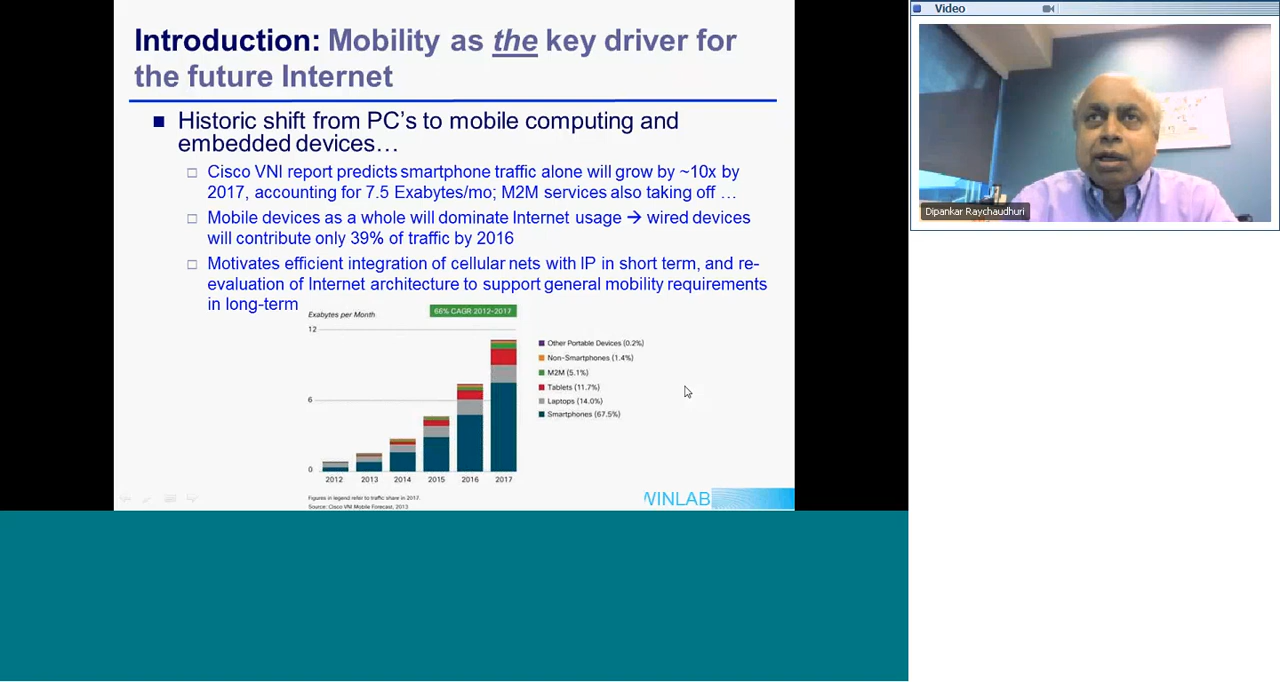 Introduction: Mobility as the key driver for
the future Internet
Historic shift from PC's to mobile computing and
embedded devices…
Cisco VNI report predicts smartphone traffic alone will grow by ~10x by
2017, accounting for 7.5 Exabytes/mo; M2M services also taking off …
Mobile devices as a whole will dominate Internet usage → wired devices
will contribute only 39% of traffic by 2016
Motivates efficient integration of cellular nets with IP in short term, and re-
evaluation of Internet architecture to support general mobility requirements
in long-term
Exabytes per Month
66% CAGR 2012-2017
12
6
0
2012 2013 2014 2015 2016 2017
Other Portable Devices (0.2%)
Non-Smartphones (1.4%)
M2M (5.1%)
Tablets (11.7%)
Laptops (14.0%)
Smartphones (67.5%)
Figures in legend refer to traffic share in 2017.
Source: Cisco VNI Mobile Forecast, 2013
WINLAB
Video
Dipankar Raychaudhuri